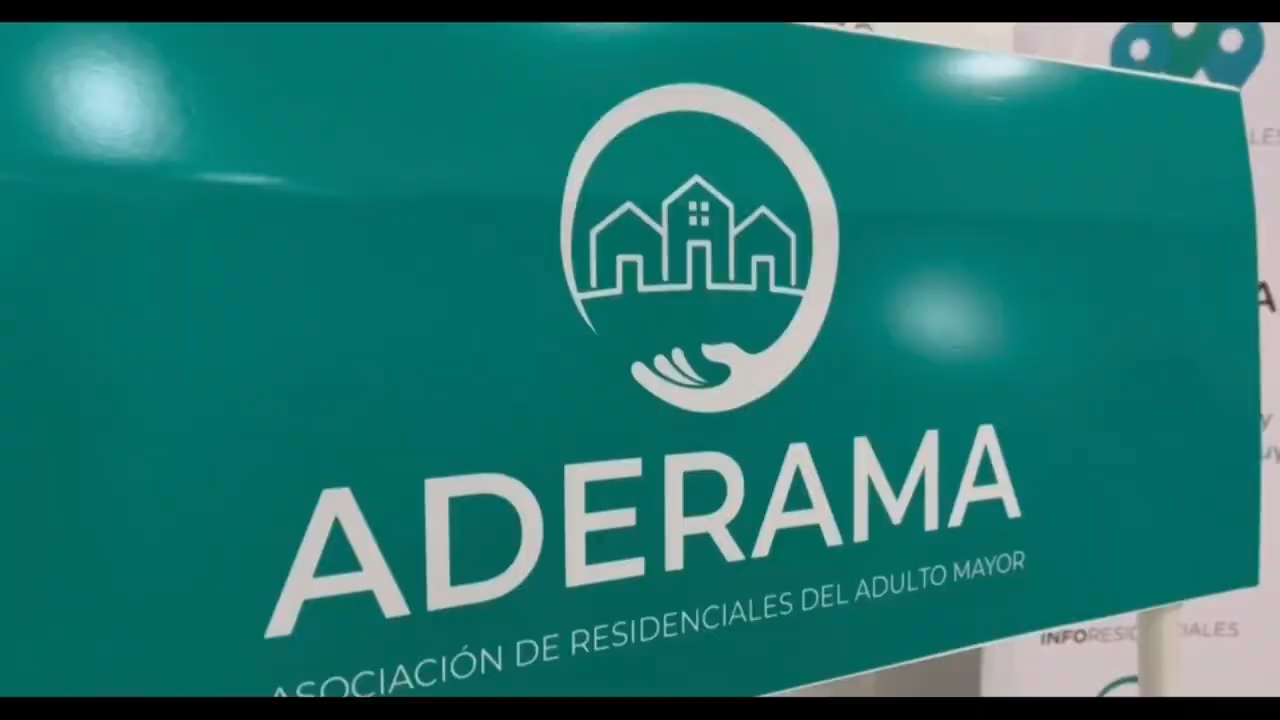 ADERAMA
ASOCIACIÓN DE RESIDENCIALES DEL ADULTO MAYOR
INFORESIDENCIALES